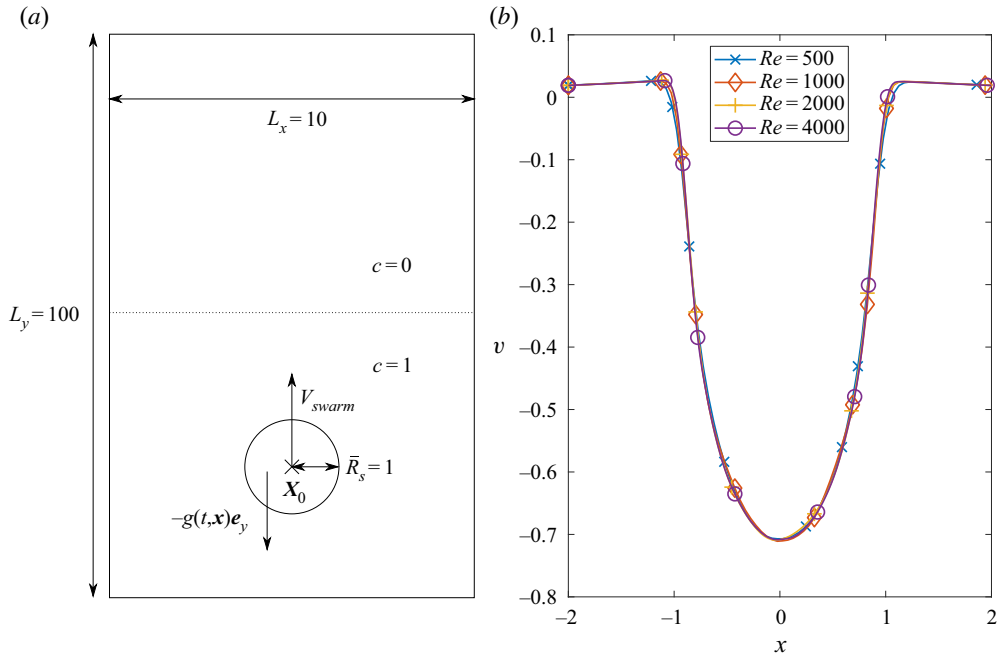 (a)
L_x = 10
c = 0
L_y = 100
c = 1
V_swarm
R̄_s = 1
X_0
−g(t,x)e_y
(b)
Re = 500
Re = 1000
Re = 2000
Re = 4000
0.1
0
−0.1
−0.2
−0.3
−0.4
−0.5
−0.6
−0.7
−0.8
v
−2
−1
0
1
2
x